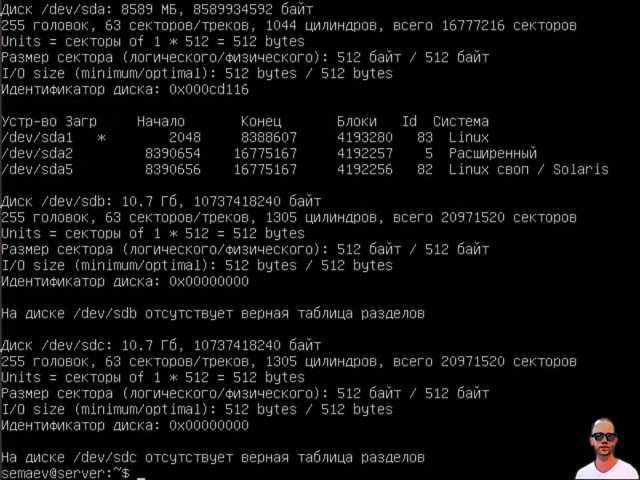 Диск /dev/sda: 8589 МБ, 8589934592 байт
255 головок, 63 секторов/треков, 1044 цилиндров, всего 16777216 секторов
Units = секторы of 1 * 512 = 512 bytes
Размер сектора (логического/физического): 512 байт / 512 байт
I/O size (minimum/optimal): 512 bytes / 512 bytes
Идентификатор диска: 0x000cd116
Устр-во Загр Начало Конец Блоки Id Система
/dev/sda1 * 2048 8388607 4193280 83 Linux
/dev/sda2 8390654 16775167 4192257 5 Расширенный
/dev/sda5 8390656 16775167 4192256 82 Linux своп / Solaris
Диск /dev/sdb: 10.7 Гб, 10737418240 байт
255 головок, 63 секторов/треков, 1305 цилиндров, всего 20971520 секторов
Units = секторы of 1 * 512 = 512 bytes
Размер сектора (логического/физического): 512 байт / 512 байт
I/O size (minimum/optimal): 512 bytes / 512 bytes
Идентификатор диска: 0x00000000
На диске /dev/sdb отсутствует верная таблица разделов
Диск /dev/sdc: 10.7 Гб, 10737418240 байт
255 головок, 63 секторов/треков, 1305 цилиндров, всего 20971520 секторов
Units = секторы of 1 * 512 = 512 bytes
Размер сектора (логического/физического): 512 байт / 512 байт
I/O size (minimum/optimal): 512 bytes / 512 bytes
Идентификатор диска: 0x00000000
На диске /dev/sdc отсутствует верная таблица разделов
semaev@server:~$ _